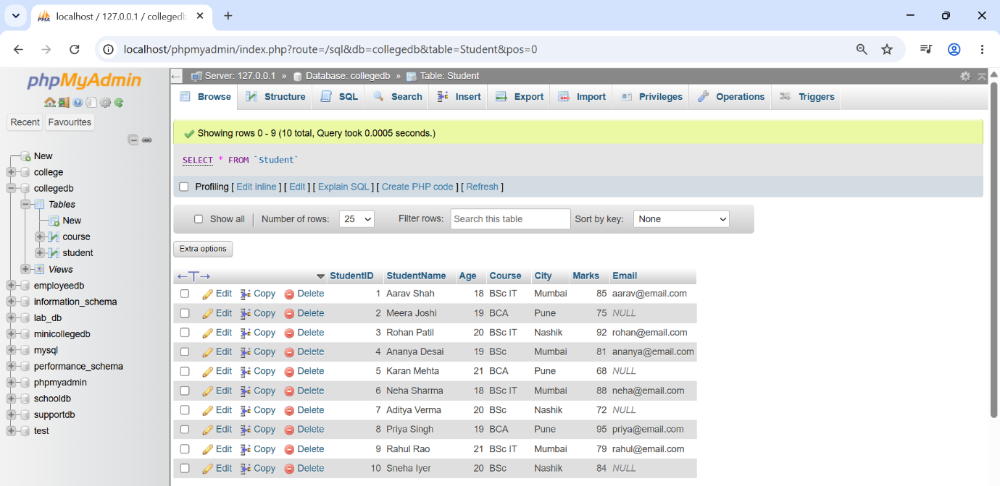 localhost / 127.0.0.1 / collegedb
localhost/phpmyadmin/index.php?route=/sql&db=collegedb&table=Student&pos=0
phpMyAdmin
Recent Favourites
New
college
collegedb
Tables
New
course
student
Views
employeedb
information_schema
lab_db
minicollegedb
mysql
performance_schema
phpmyadmin
schooldb
supportdb
test
Server: 127.0.0.1 » Database: collegedb » Table: Student
Browse Structure SQL Search Insert Export Import Privileges Operations Triggers
Showing rows 0 - 9 (10 total, Query took 0.0005 seconds.)
SELECT * FROM `Student`
Profiling [ Edit inline ] [ Edit ] [ Explain SQL ] [ Create PHP code ] [ Refresh ]
Show all Number of rows: 25 Filter rows: Search this table Sort by key: None
Extra options
StudentID StudentName Age Course City Marks Email
Edit Copy Delete 1 Aarav Shah 18 BSc IT Mumbai 85 aarav@email.com
Edit Copy Delete 2 Meera Joshi 19 BCA Pune 75 NULL
Edit Copy Delete 3 Rohan Patil 20 BSc IT Nashik 92 rohan@email.com
Edit Copy Delete 4 Ananya Desai 19 BSc Mumbai 81 ananya@email.com
Edit Copy Delete 5 Karan Mehta 21 BCA Pune 68 NULL
Edit Copy Delete 6 Neha Sharma 18 BSc IT Mumbai 88 neha@email.com
Edit Copy Delete 7 Aditya Verma 20 BSc Nashik 72 NULL
Edit Copy Delete 8 Priya Singh 19 BCA Pune 95 priya@email.com
Edit Copy Delete 9 Rahul Rao 21 BSc IT Mumbai 79 rahul@email.com
Edit Copy Delete 10 Sneha Iyer 20 BSc Nashik 84 NULL